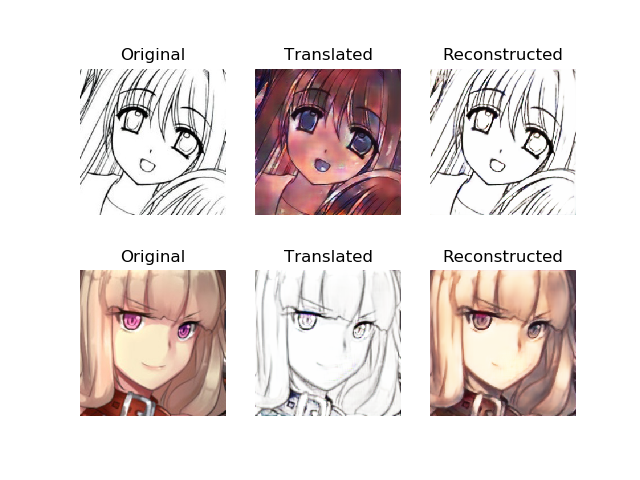 Original
Translated
Reconstructed
Original
Translated
Reconstructed